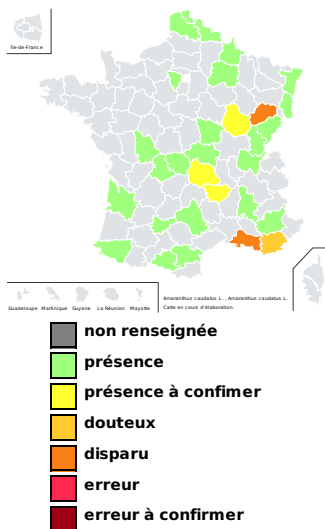 Île-de-France
Guadeloupe Martinique Guyane La Réunion Mayotte
Amaranthus caudatus L. , Amaranthus caudatus L.
Carte en cours d'élaboration.
non renseignée
présence
présence à confimer
douteux
disparu
erreur
erreur à confirmer